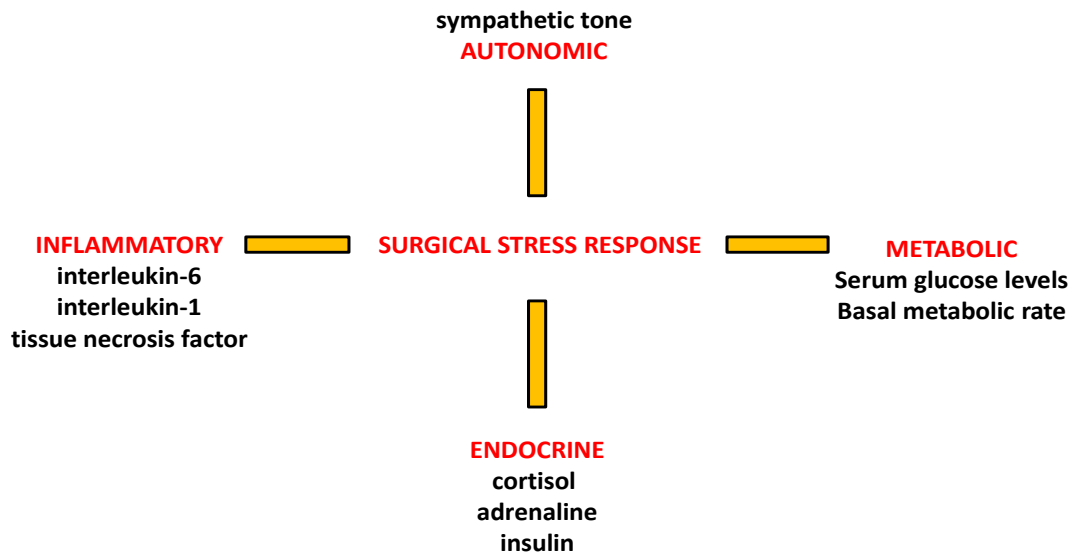 sympathetic tone
AUTONOMIC
INFLAMMATORY
interleukin-6
interleukin-1
tissue necrosis factor
SURGICAL STRESS RESPONSE
METABOLIC
Serum glucose levels
Basal metabolic rate
ENDOCRINE
cortisol
adrenaline
insulin